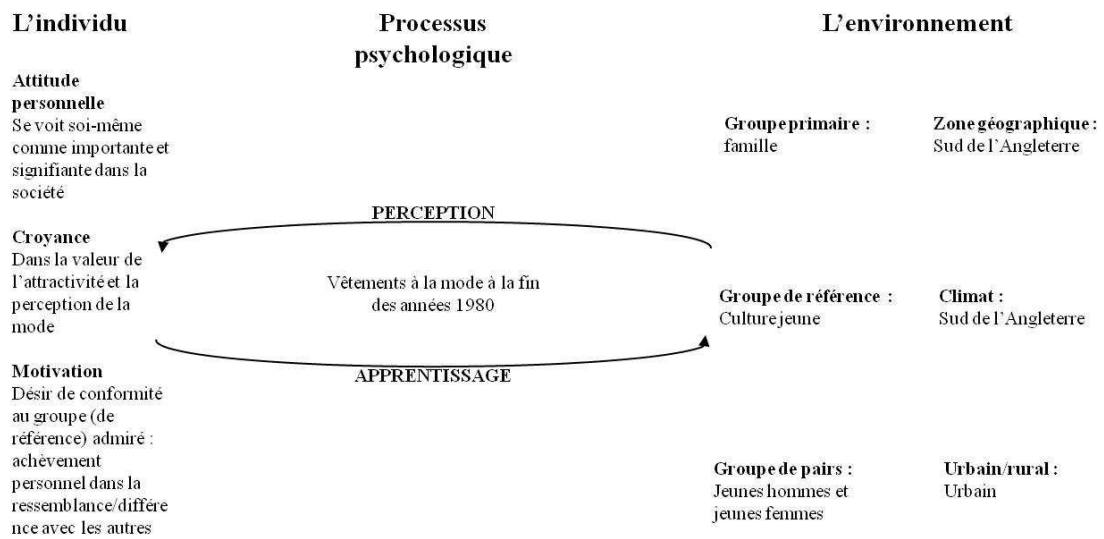 L'individu
Processus
psychologique
L'environnement
Attitude
personnelle
Se voit soi-même
comme importante et
signifiante dans la
société
Croyance
Dans la valeur de
l'attractivité et la
perception de la
mode
Motivation
Désir de conformité
au groupe (de
référence) admiré :
achèvement
personnel dans la
ressemblance/différe
nce avec les autres
PERCEPTION
Vêtements à la mode à la fin
des années 1980
APPRENTISSAGE
Groupe primaire :
famille
Zone géographique :
Sud de l'Angleterre
Groupe de référence :
Culture jeune
Climat :
Sud de l'Angleterre
Groupe de pairs :
Jeunes hommes et
jeunes femmes
Urbain/rural :
Urbain